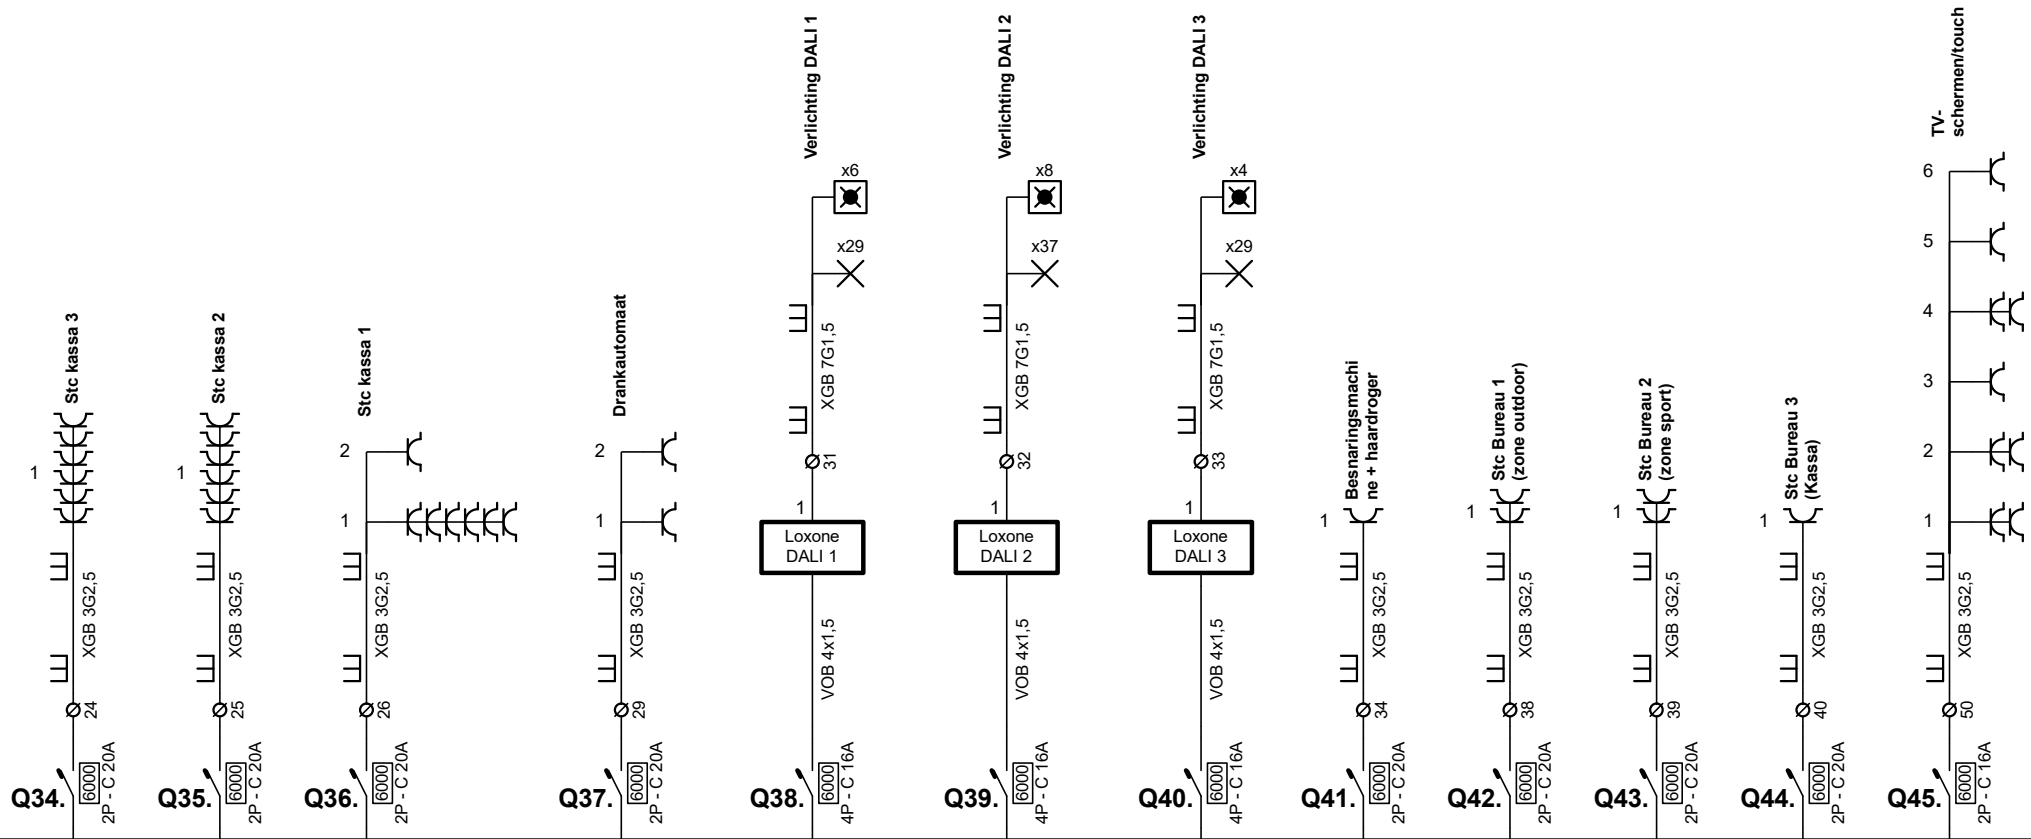 Stc kassa 3
1
XGB 3G2,5
24
6000
2P - C 20A
Q34.
Stc kassa 2
1
XGB 3G2,5
25
6000
2P - C 20A
Q35.
Stc kassa 1
2
1
XGB 3G2,5
26
6000
2P - C 20A
Q36.
Drankautomaat
2
1
XGB 3G2,5
29
6000
2P - C 20A
Q37.
Verlichting DALI 1
x6
x29
XGB 7G1,5
31
1
Loxone
DALI 1
VOB 4x1,5
6000
4P - C 16A
Q38.
Verlichting DALI 2
x8
x37
XGB 7G1,5
32
1
Loxone
DALI 2
VOB 4x1,5
6000
4P - C 16A
Q39.
Verlichting DALI 3
x4
x29
XGB 7G1,5
33
1
Loxone
DALI 3
VOB 4x1,5
6000
4P - C 16A
Q40.
Besnaringsmachi
ne + haardroger
1
XGB 3G2,5
34
6000
2P - C 20A
Q41.
Stc Bureau 1
(zone outdoor)
1
XGB 3G2,5
38
6000
2P - C 20A
Q42.
Stc Bureau 2
(zone sport)
1
XGB 3G2,5
39
6000
2P - C 20A
Q43.
Stc Bureau 3
(Kassa)
1
XGB 3G2,5
40
6000
2P - C 20A
Q44.
TV-
schermen/touch
6
5
4
3
2
1
XGB 3G2,5
50
6000
2P - C 16A
Q45.